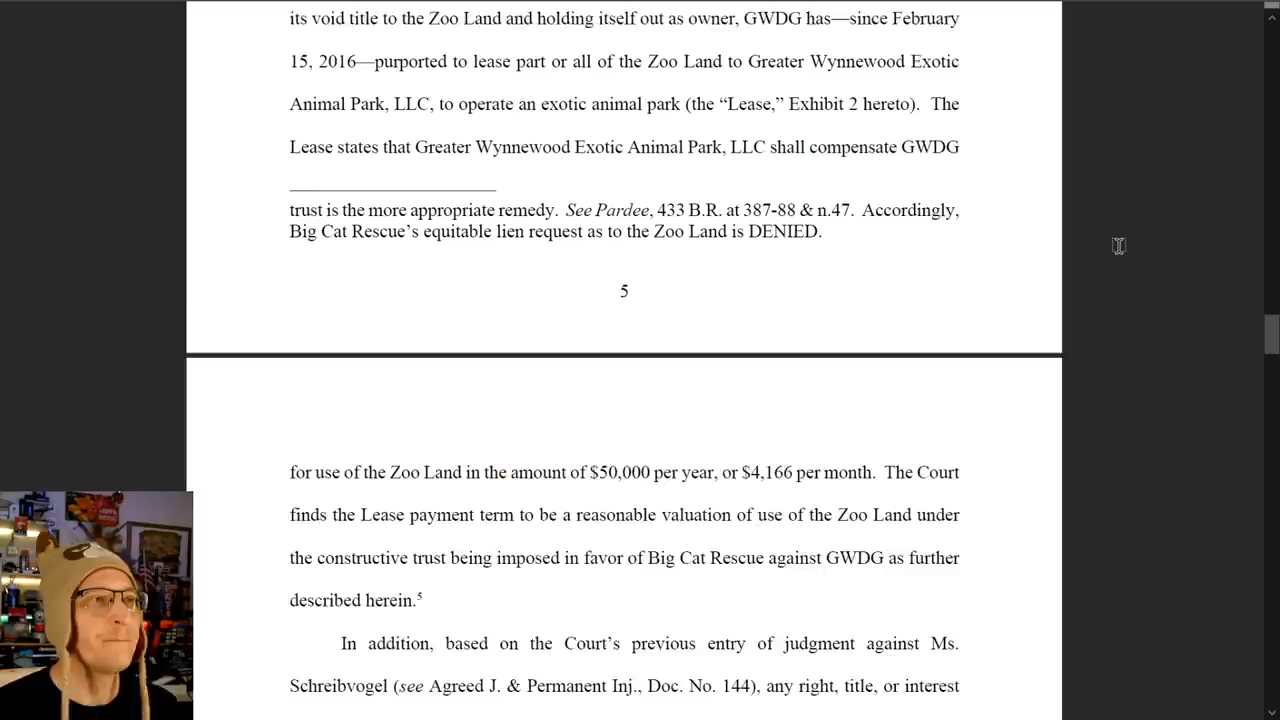 its void title to the Zoo Land and holding itself out as owner, GWDG has—since February
15, 2016—purported to lease part or all of the Zoo Land to Greater Wynnewood Exotic
Animal Park, LLC, to operate an exotic animal park (the “Lease,” Exhibit 2 hereto).  The
Lease states that Greater Wynnewood Exotic Animal Park, LLC shall compensate GWDG
trust is the more appropriate remedy.  See Pardee, 433 B.R. at 387-88 & n.47.  Accordingly,
Big Cat Rescue’s equitable lien request as to the Zoo Land is DENIED.
5
for use of the Zoo Land in the amount of $50,000 per year, or $4,166 per month.  The Court
finds the Lease payment term to be a reasonable valuation of use of the Zoo Land under
the constructive trust being imposed in favor of Big Cat Rescue against GWDG as further
described herein.5
In addition, based on the Court’s previous entry of judgment against Ms.
Schreibvogel (see Agreed J. & Permanent Inj., Doc. No. 144), any right, title, or interest